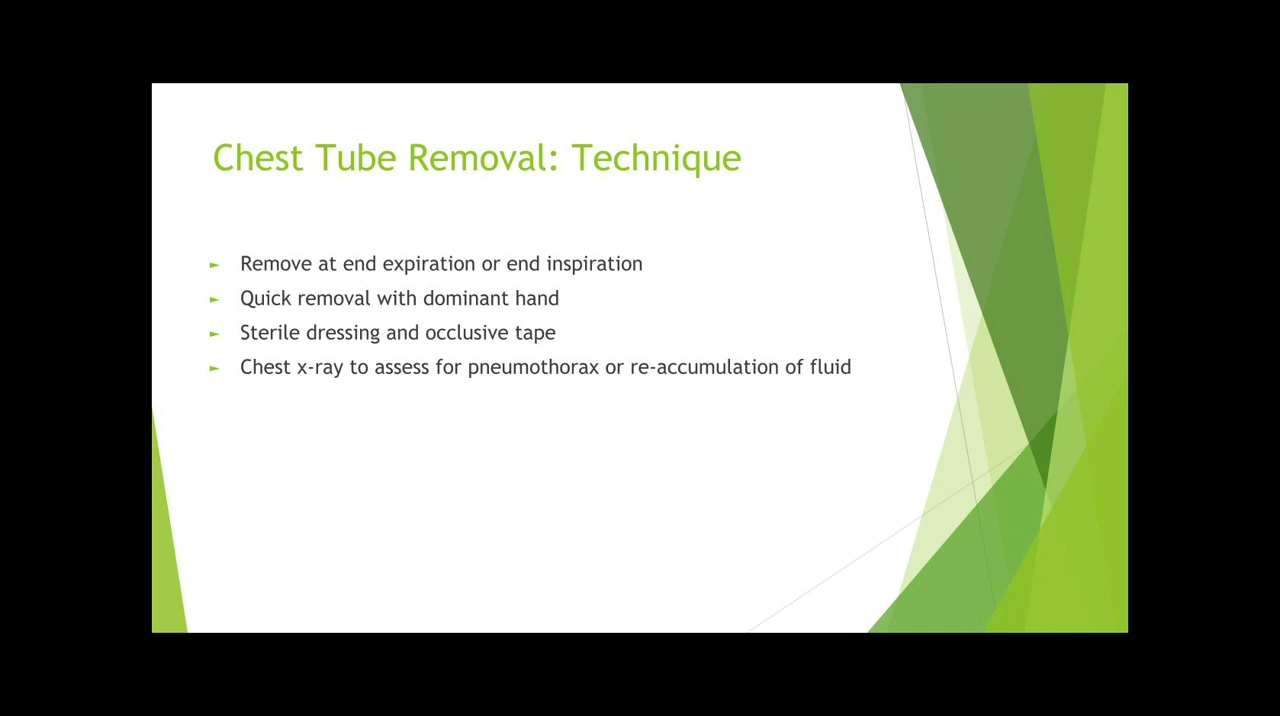 Chest Tube Removal: Technique
► Remove at end expiration or end inspiration
► Quick removal with dominant hand
► Sterile dressing and occlusive tape
► Chest x-ray to assess for pneumothorax or re-accumulation of fluid